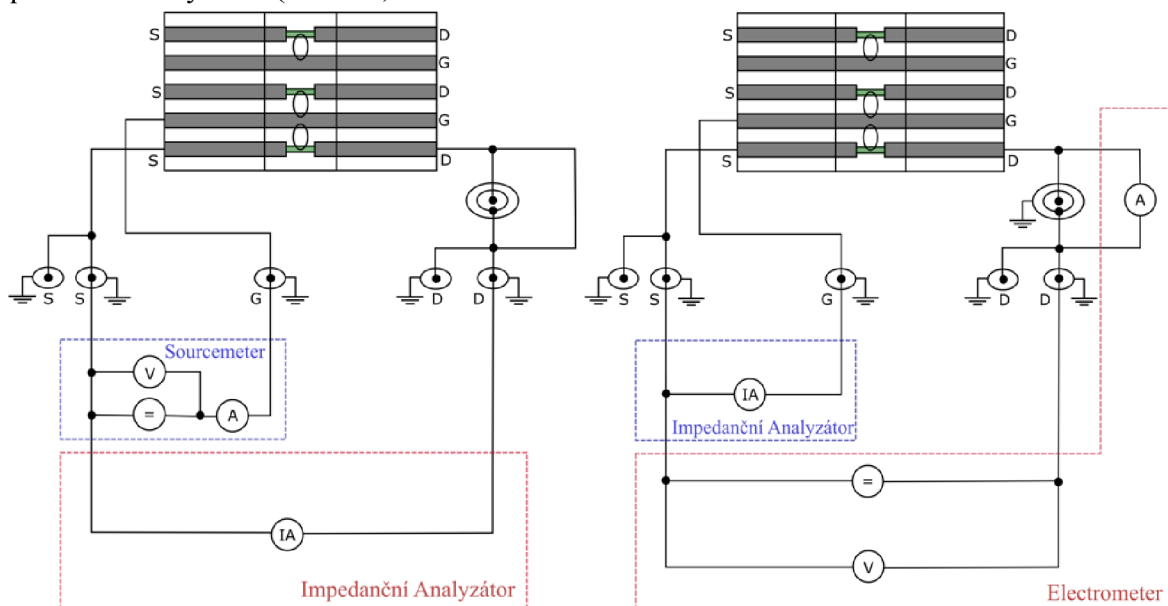 S D
G
S D
G
S D
S S G D D
Sourcemeter
V
= A
IA
Impedanční Analyzátor
S D
G
S D
G
S D
A
S S G D D
IA
Impedanční Analyzátor
=
V
Electrometer